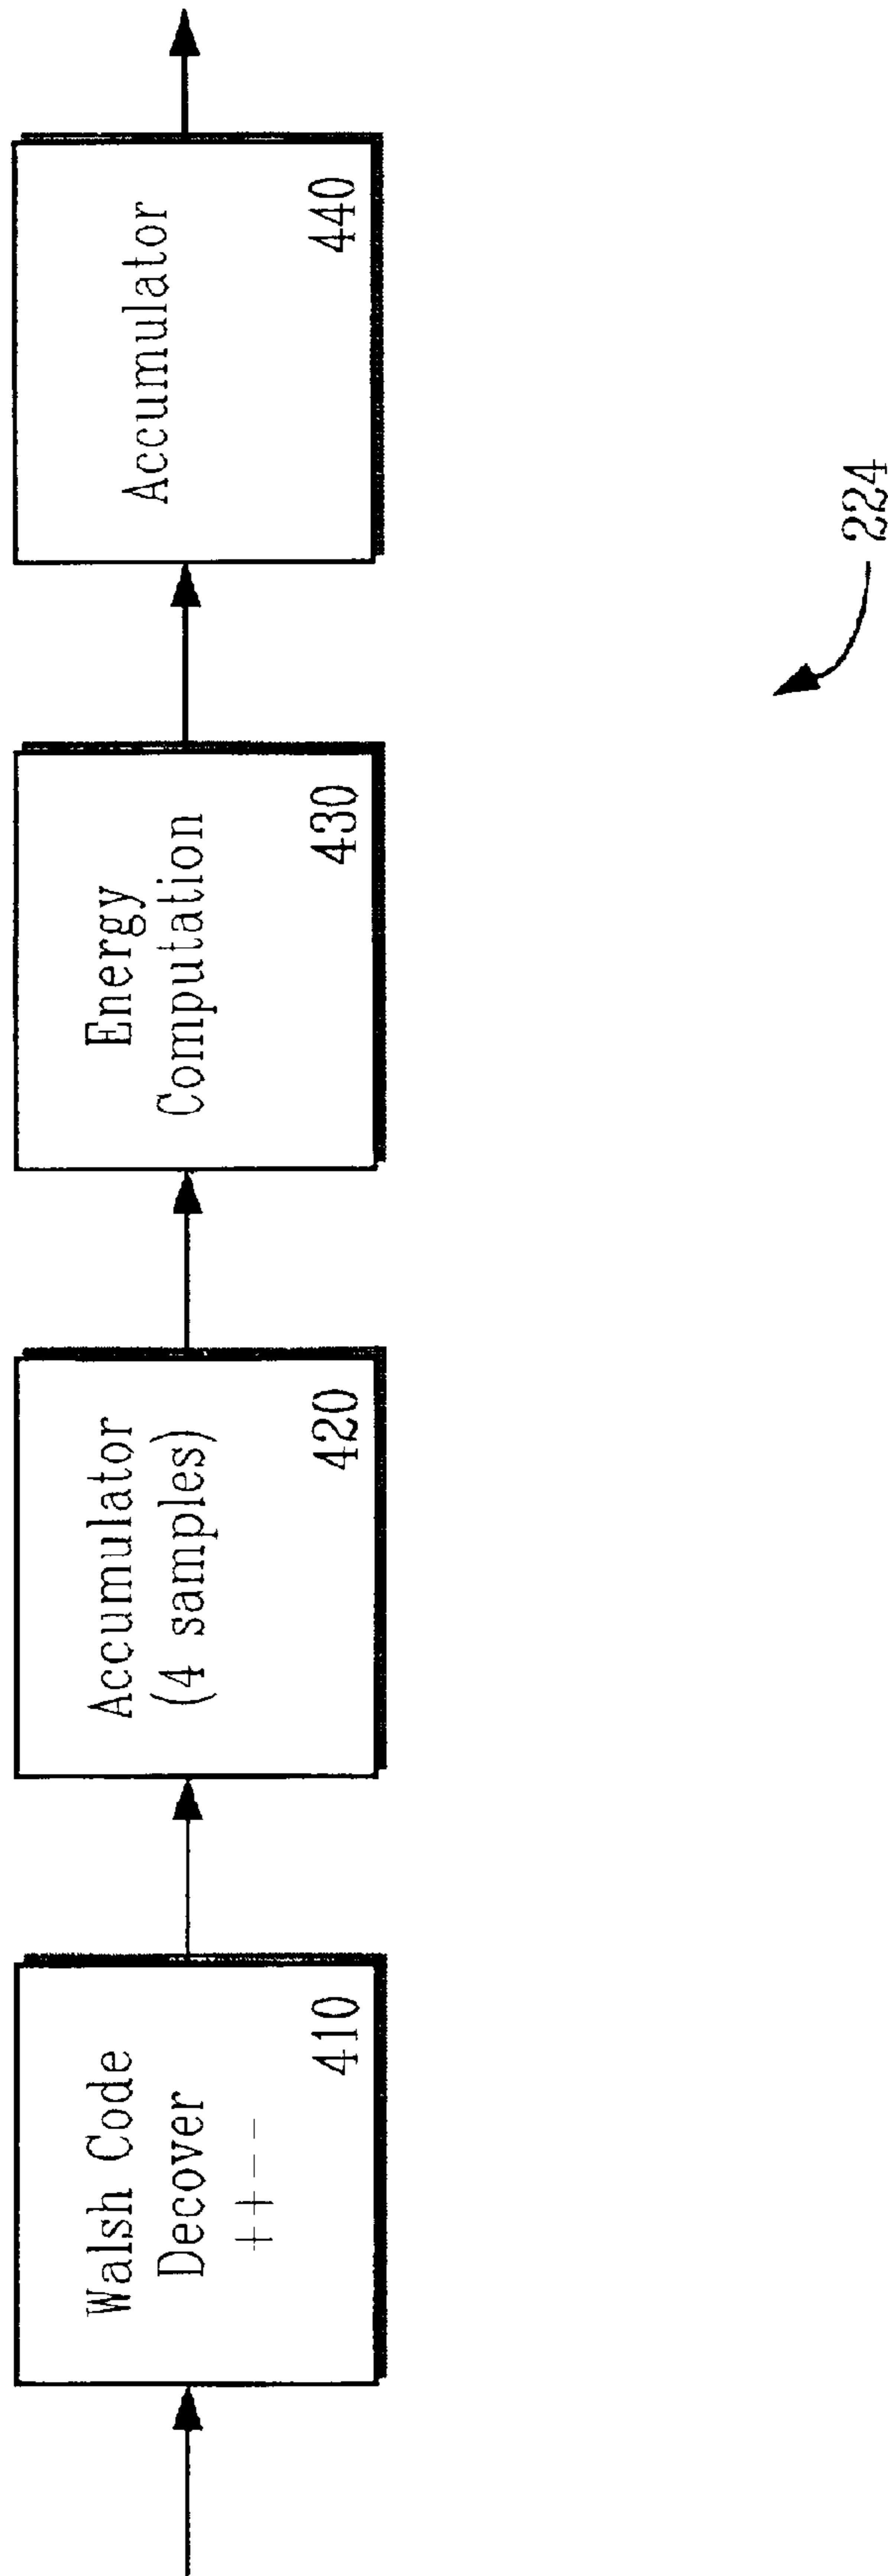 Walsh Code
Decover
++--
410
Accumulator
(4 samples)
420
Energy
Computation
430
Accumulator
440
224